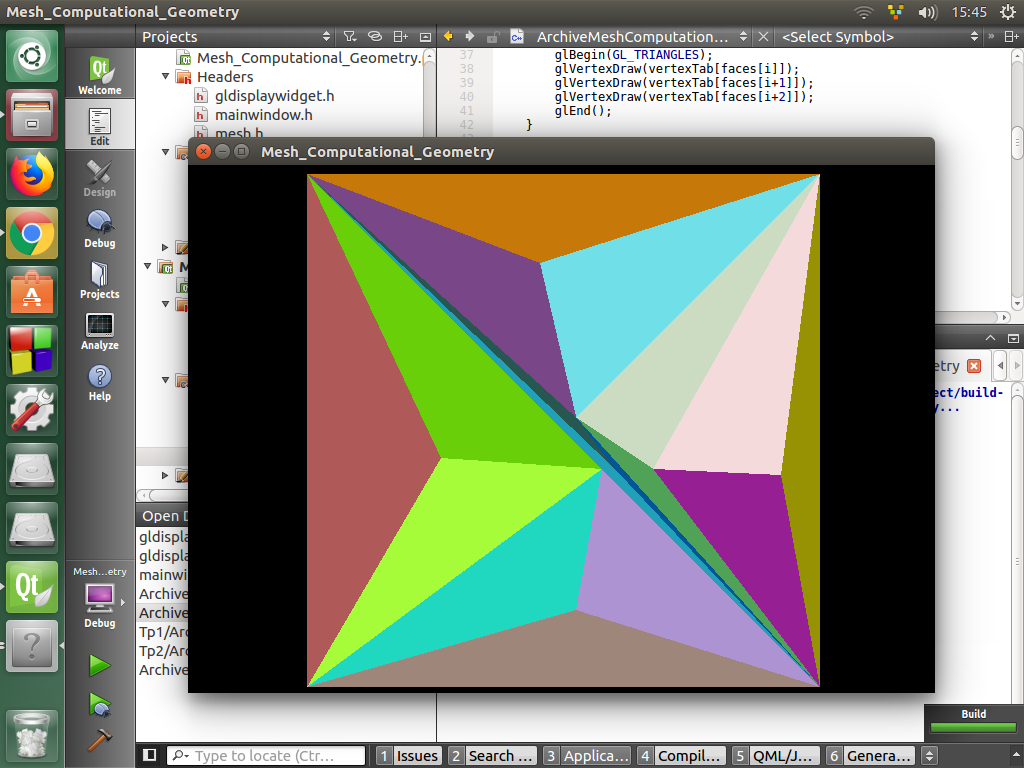 Mesh_Computational_Geometry
15:45
Projects
ArchiveMeshComputation...
<Select Symbol>
Welcome
Edit
Design
Debug
Projects
Analyze
Help
Mesh_Computational_Geometry.
Headers
gldisplaywidget.h
mainwindow.h
mesh.h
37 glBegin(GL_TRIANGLES);
38 glVertexDraw(vertexTab[faces[i]]);
39 glVertexDraw(vertexTab[faces[i+1]]);
40 glVertexDraw(vertexTab[faces[i+2]]);
41 glEnd();
42 }
Mesh_Computational_Geometry
etry
ect/build-
y...
Open D
gldispla
gldispla
mainwi
Archive
Archive
Tp1/Arc
Tp2/Arc
Archive
Mesh...etry
Debug
Build
Type to locate (Ctr...
1 Issues
2 Search ...
3 Applica...
4 Compil...
5 QML/J...
6 Genera...